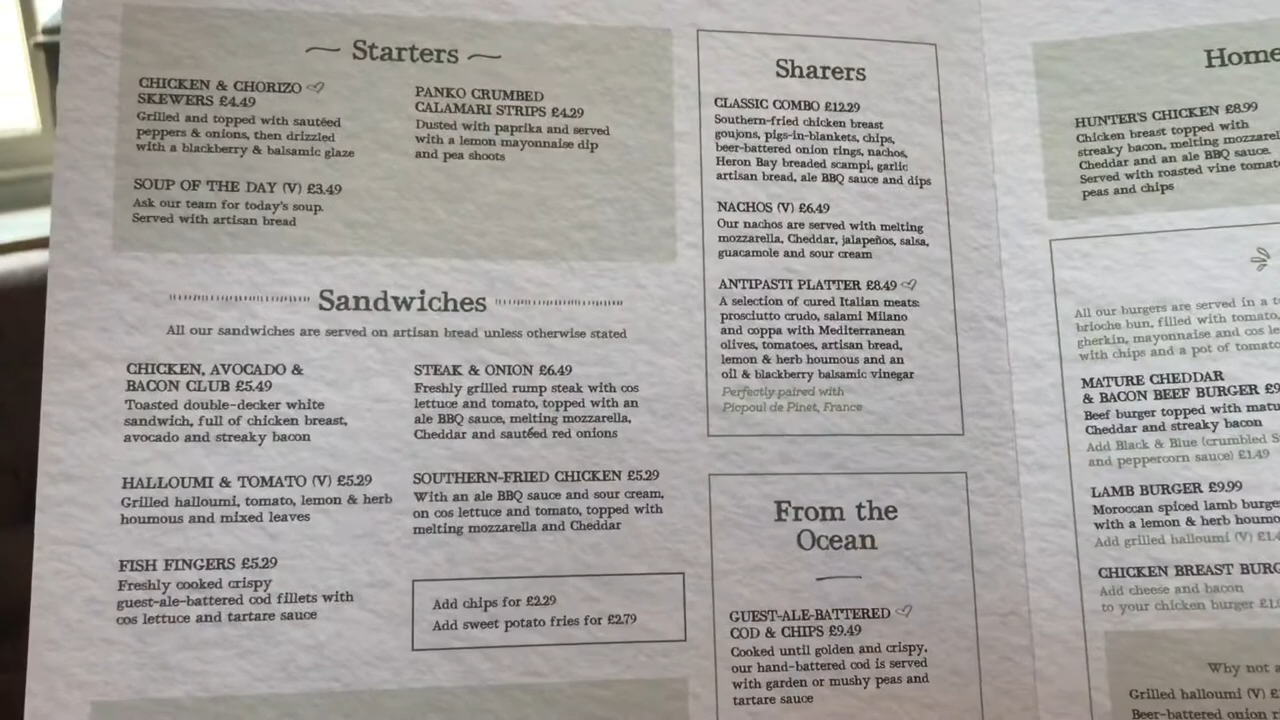 Starters
CHICKEN & CHORIZO
SKEWERS £4.49
Grilled and topped with sautéed
peppers & onions, then drizzled
with a blackberry & balsamic glaze
SOUP OF THE DAY (V) £3.49
Ask our team for today's soup.
Served with artisan bread
PANKO CRUMBED
CALAMARI STRIPS £4.29
Dusted with paprika and served
with a lemon mayonnaise dip
and pea shoots
Sandwiches
All our sandwiches are served on artisan bread unless otherwise stated
CHICKEN, AVOCADO &
BACON CLUB £5.49
Toasted double-decker white
sandwich, full of chicken breast,
avocado and streaky bacon
HALLOUMI & TOMATO (V) £5.29
Grilled halloumi, tomato, lemon & herb
houmous and mixed leaves
FISH FINGERS £5.29
Freshly cooked crispy
guest-ale-battered cod fillets with
cos lettuce and tartare sauce
STEAK & ONION £6.49
Freshly grilled rump steak with cos
lettuce and tomato, topped with an
ale BBQ sauce, melting mozzarella,
Cheddar and sautéed red onions
SOUTHERN-FRIED CHICKEN £5.29
With an ale BBQ sauce and sour cream,
on cos lettuce and tomato, topped with
melting mozzarella and Cheddar
Add chips for £2.29
Add sweet potato fries for £2.79
Sharers
CLASSIC COMBO £12.29
Southern-fried chicken breast
goujons, pigs-in-blankets, chips,
beer-battered onion rings, nachos,
Heron Bay breaded scampi, garlic
artisan bread, ale BBQ sauce and dips
NACHOS (V) £6.49
Our nachos are served with melting
mozzarella, Cheddar, jalapeños, salsa,
guacamole and sour cream
ANTIPASTI PLATTER £8.49
A selection of cured Italian meats:
prosciutto crudo, salami Milano
and coppa with Mediterranean
olives, tomatoes, artisan bread,
lemon & herb houmous and an
oil & blackberry balsamic vinegar
Perfectly paired with
Picpoul de Pinet, France
From the
Ocean
GUEST-ALE-BATTERED
COD & CHIPS £9.49
Cooked until golden and crispy,
our hand-battered cod is served
with garden or mushy peas and
tartare sauce
Home
HUNTER'S CHICKEN £8.99
Chicken breast topped with
streaky bacon, melting mozzarel
Cheddar and an ale BBQ sauce.
Served with roasted vine tomat
peas and chips
All our burgers are served in a t
brioche bun, filled with tomato,
gherkin, mayonnaise and cos le
with chips and a pot of tomato
MATURE CHEDDAR
& BACON BEEF BURGER £9
Beef burger topped with matu
Cheddar and streaky bacon
Add Black & Blue (crumbled S
and peppercorn sauce) £1.49
LAMB BURGER £9.99
Moroccan spiced lamb burge
with a lemon & herb houmo
Add grilled halloumi (V) £1.4
CHICKEN BREAST BURG
Add cheese and bacon
to your chicken burger £1
Why not a
Grilled halloumi (V) £
Beer-battered onion r